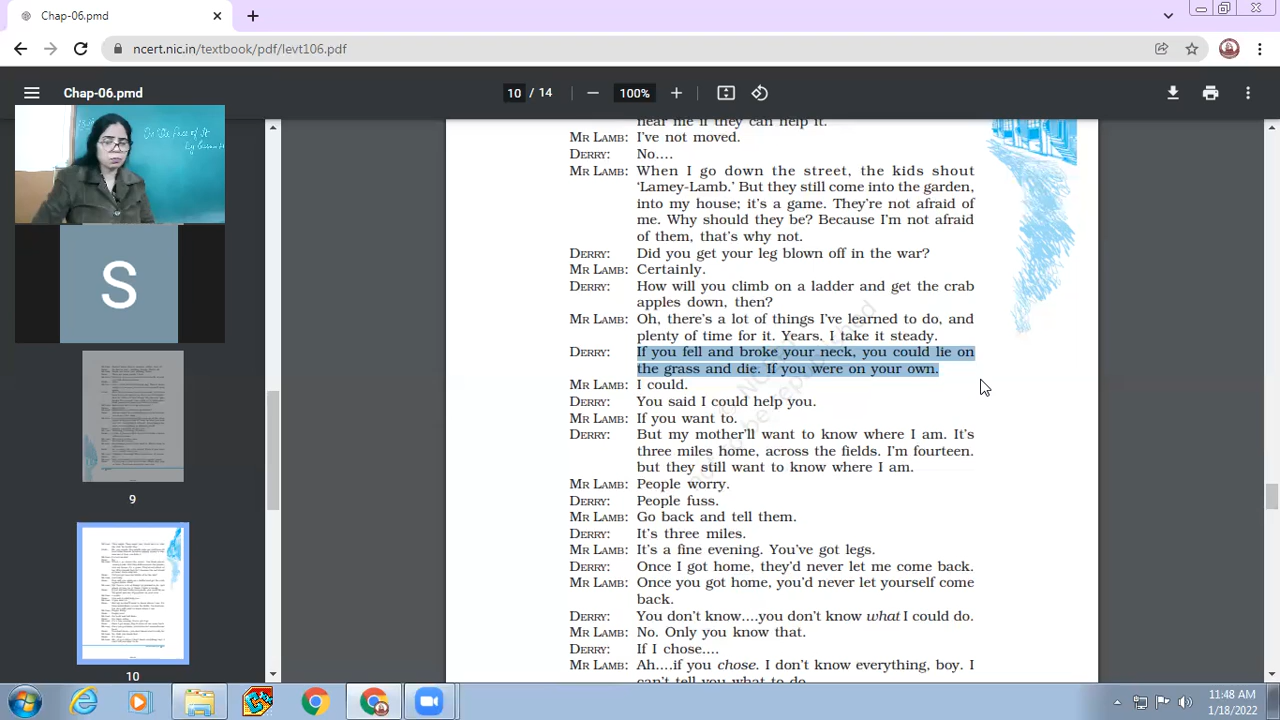 Chap-06.pmd
ncert.nic.in/textbook/pdf/levt106.pdf
Chap-06.pmd
10 / 14
100%
On the Face of It
By Susan H
S
9
10
near me if they can help it.
MR LAMB: I've not moved.
DERRY: No....
MR LAMB: When I go down the street, the kids shout
'Lamey-Lamb.' But they still come into the garden,
into my house; it's a game. They're not afraid of
me. Why should they be? Because I'm not afraid
of them, that's why not.
DERRY: Did you get your leg blown off in the war?
MR LAMB: Certainly.
DERRY: How will you climb on a ladder and get the crab
apples down, then?
MR LAMB: Oh, there's a lot of things I've learned to do, and
plenty of time for it. Years. I take it steady.
DERRY: If you fell and broke your neck, you could lie on
the grass and die. If you were on your own.
MR LAMB: I could.
DERRY: You said I could help you.
MR LAMB: If you want to.
DERRY: But my mother'll want to know where I am. It's
three miles home, across the fields. I'm fourteen.
but they still want to know where I am.
MR LAMB: People worry.
DERRY: People fuss.
MR LAMB: Go back and tell them.
DERRY: It's three miles.
MR LAMB: It's a fine evening. You've got legs.
DERRY: Once I got home, they'd never let me come back.
MR LAMB: Once you got home, you'd never let yourself come
back.
DERRY: You don't know....you don't know what I could do.
MR LAMB: No. Only you know that.
DERRY: If I chose....
MR LAMB: Ah....if you chose. I don't know everything, boy. I
can't tell you what to do.
11:48 AM
1/18/2022